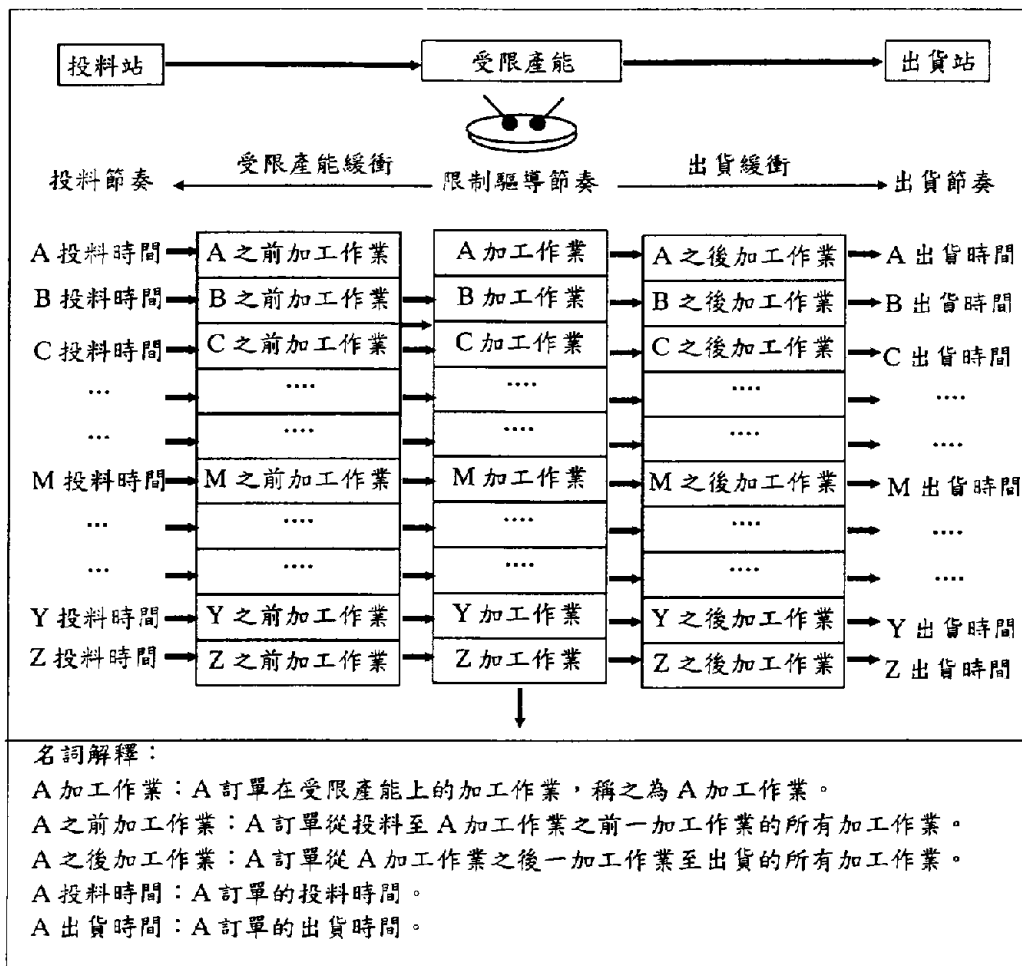 投料站 受限產能 出貨站
受限產能緩衝 出貨緩衝
投料節奏 限制驅導節奏 出貨節奏
A 投料時間 A 之前加工作業 A 加工作業 A 之後加工作業 A 出貨時間
B 投料時間 B 之前加工作業 B 加工作業 B 之後加工作業 B 出貨時間
C 投料時間 C 之前加工作業 C 加工作業 C 之後加工作業 C 出貨時間
... .... .... .... ....
... .... .... .... ....
M 投料時間 M 之前加工作業 M 加工作業 M 之後加工作業 M 出貨時間
... .... .... .... ....
... .... .... .... ....
Y 投料時間 Y 之前加工作業 Y 加工作業 Y 之後加工作業 Y 出貨時間
Z 投料時間 Z 之前加工作業 Z 加工作業 Z 之後加工作業 Z 出貨時間
名詞解釋：
A 加工作業：A 訂單在受限產能上的加工作業，稱之為 A 加工作業。
A 之前加工作業：A 訂單從投料至 A 加工作業之前一加工作業的所有加工作業。
A 之後加工作業：A 訂單從 A 加工作業之後一加工作業至出貨的所有加工作業。
A 投料時間：A 訂單的投料時間。
A 出貨時間：A 訂單的出貨時間。